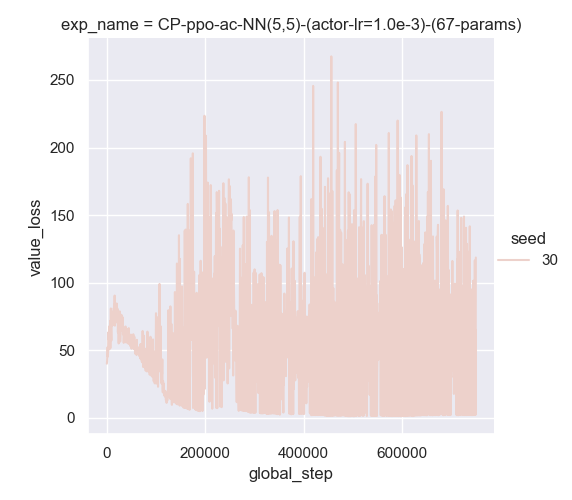 exp_name = CP-ppo-ac-NN(5,5)-(actor-lr=1.0e-3)-(67-params)
250
200
150
100
50
0
value_loss
0 200000 400000 600000
global_step
seed
30